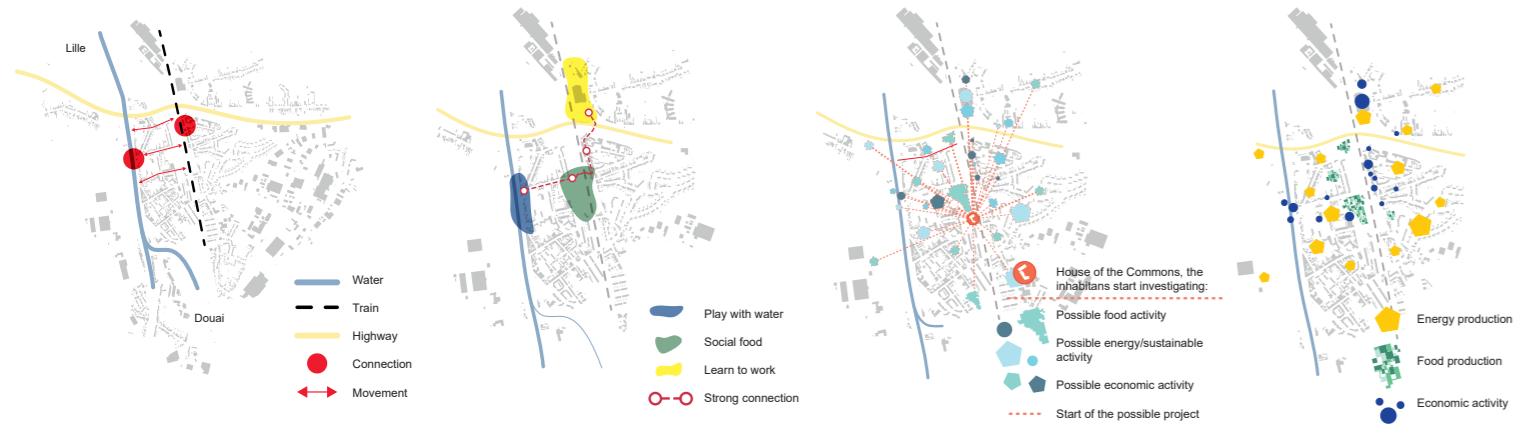 Lille
Douai
Water
Train
Highway
Connection
Movement
Play with water
Social food
Learn to work
Strong connection
House of the Commons, the
inhabitans start investigating:
Possible food activity
Possible energy/sustainable
activity
Possible economic activity
Start of the possible project
Energy production
Food production
Economic activity